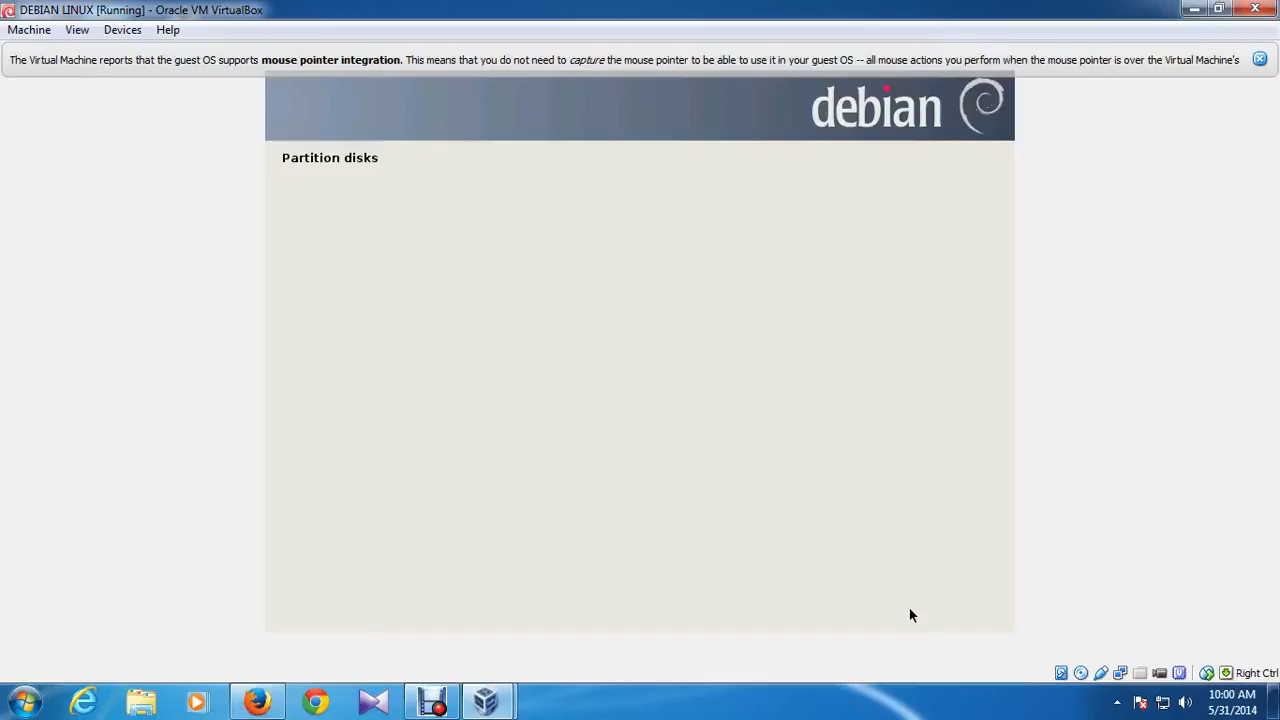 DEBIAN LINUX [Running] - Oracle VM VirtualBox
Machine View Devices Help
The Virtual Machine reports that the guest OS supports mouse pointer integration. This means that you do not need to capture the mouse pointer to be able to use it in your guest OS -- all mouse actions you perform when the mouse pointer is over the Virtual Machine's
debian
Partition disks
Right Ctrl
10:00 AM
5/31/2014